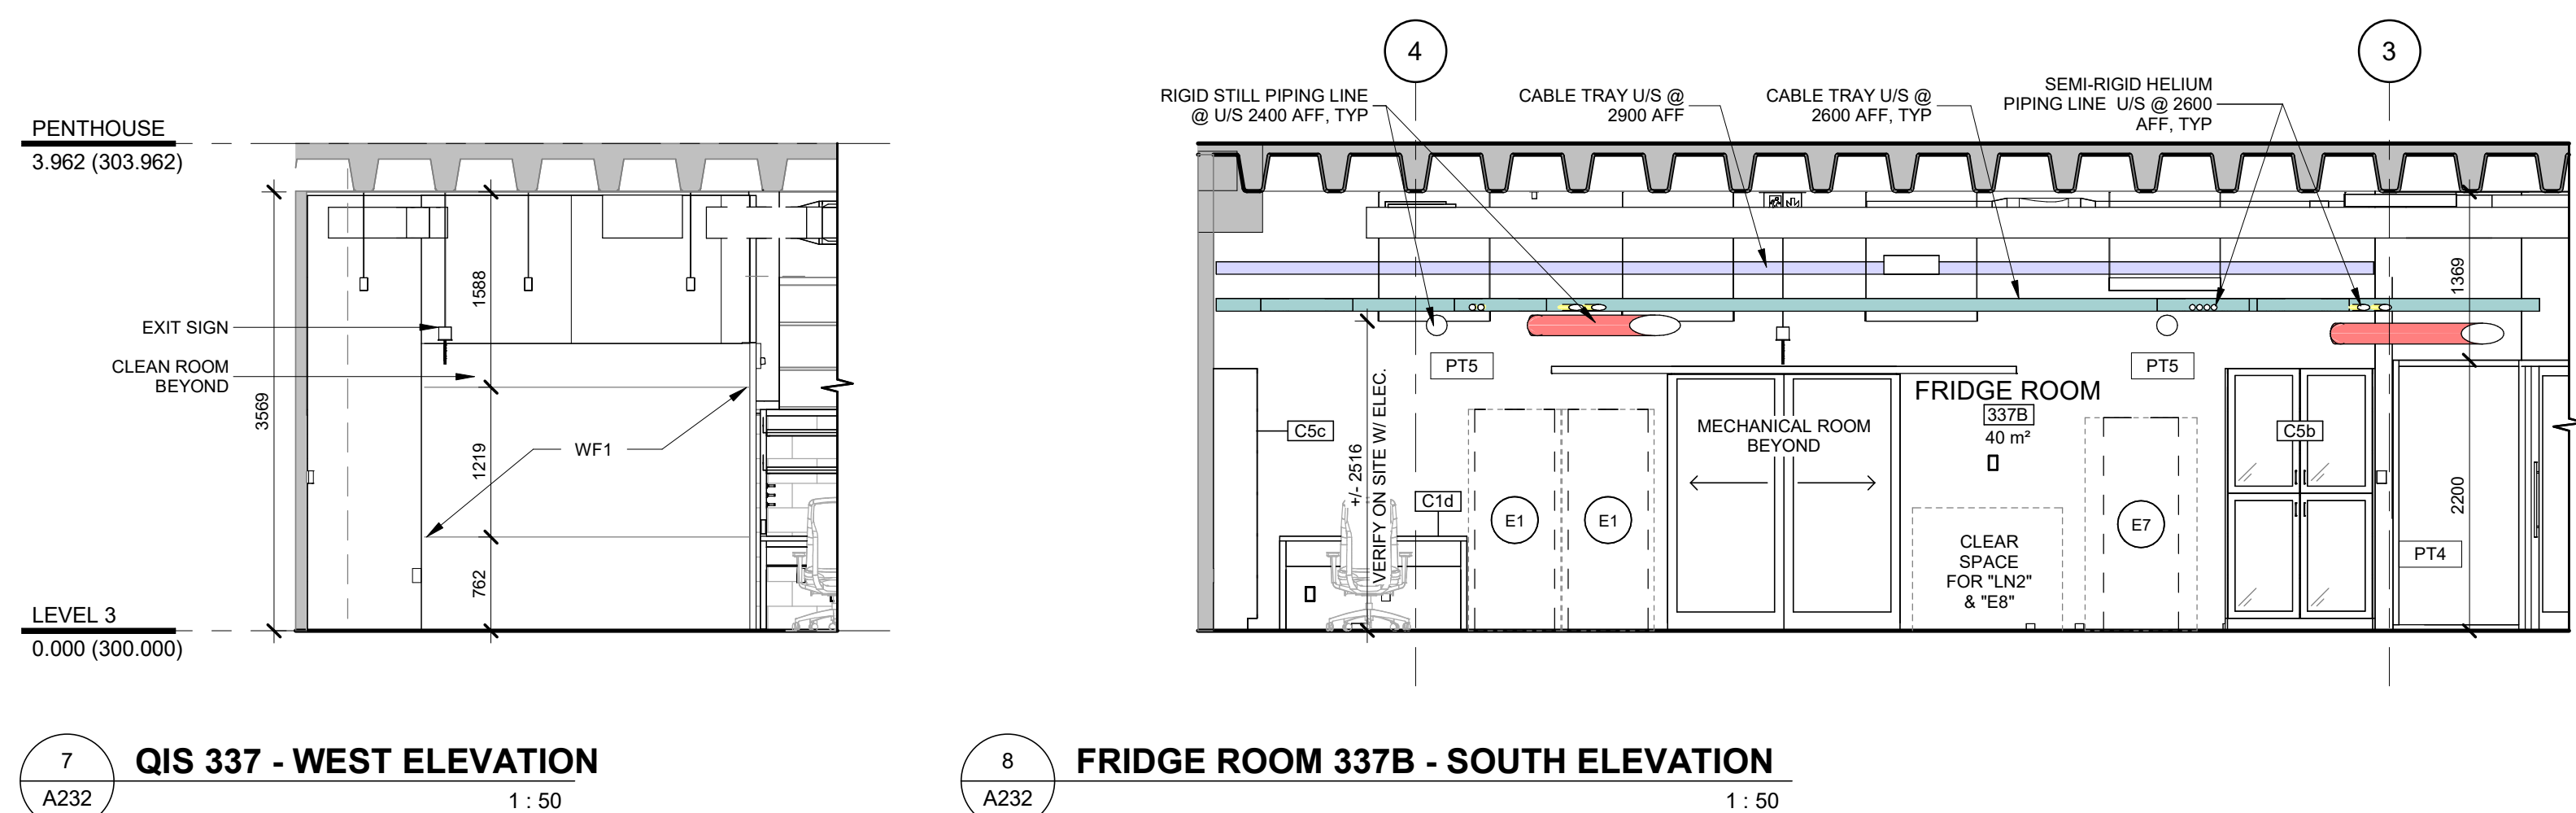 PENTHOUSE
3.962 (303.962)
LEVEL 3
0.000 (300.000)
EXIT SIGN
CLEAN ROOM
BEYOND
3569
1588
1219
762
WF1
7
A232
QIS 337 - WEST ELEVATION
1 : 50
4
3
RIGID STILL PIPING LINE
@ U/S 2400 AFF, TYP
CABLE TRAY U/S @
2900 AFF
CABLE TRAY U/S @
2600 AFF, TYP
SEMI-RIGID HELIUM
PIPING LINE U/S @ 2600
AFF, TYP
PT5
PT5
FRIDGE ROOM
337B
40 m²
MECHANICAL ROOM
BEYOND
C5c
C1d
+/- 2516
VERIFY ON SITE W/ ELEC.
E1
E1
CLEAR
SPACE
FOR "LN2"
& "E8"
E7
C5b
1369
2200
PT4
8
A232
FRIDGE ROOM 337B - SOUTH ELEVATION
1 : 50